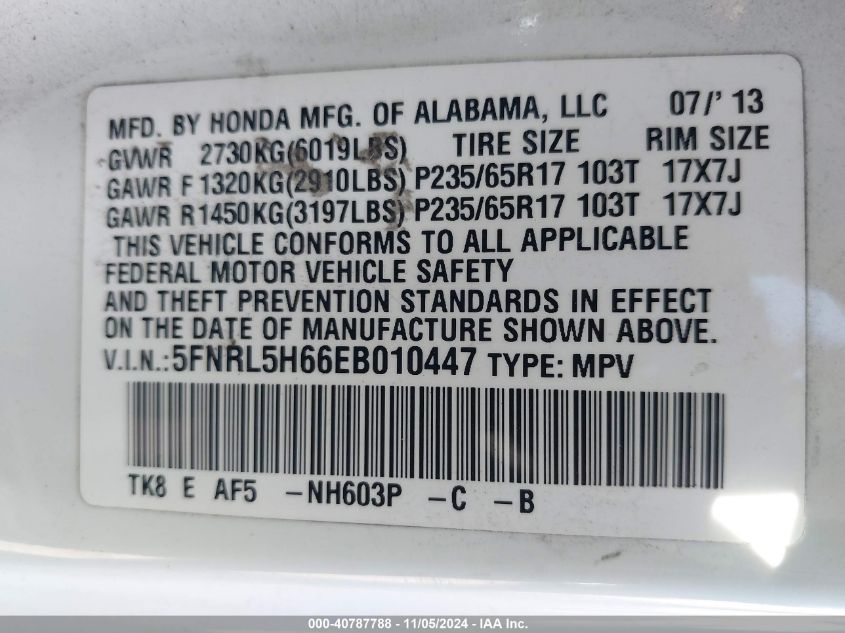 MFD. BY HONDA MFG. OF ALABAMA, LLC 07/' 13
GVWR 2730KG(6019LBS) TIRE SIZE RIM SIZE
GAWR F 1320KG(2910LBS) P235/65R17 103T 17X7J
GAWR R1450KG(3197LBS) P235/65R17 103T 17X7J
THIS VEHICLE CONFORMS TO ALL APPLICABLE
FEDERAL MOTOR VEHICLE SAFETY
AND THEFT PREVENTION STANDARDS IN EFFECT
ON THE DATE OF MANUFACTURE SHOWN ABOVE.
V.I.N.:5FNRL5H66EB010447 TYPE: MPV
TK8 E AF5 -NH603P -C -B
000-40787788 - 11/05/2024 - IAA Inc.